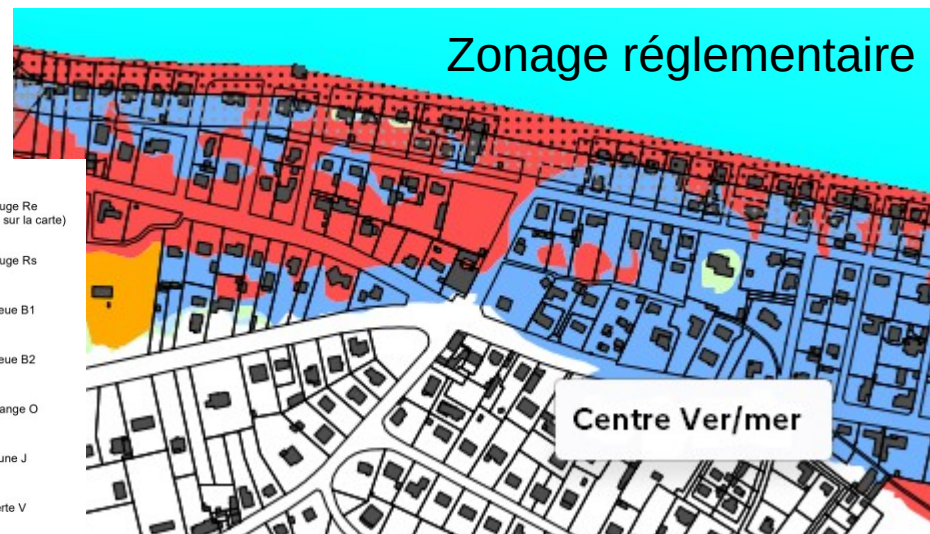 Zonage réglementaire
uge Re
sur la carte)
uge Rs
eue B1
eue B2
ange O
une J
erte V
Centre Ver/mer